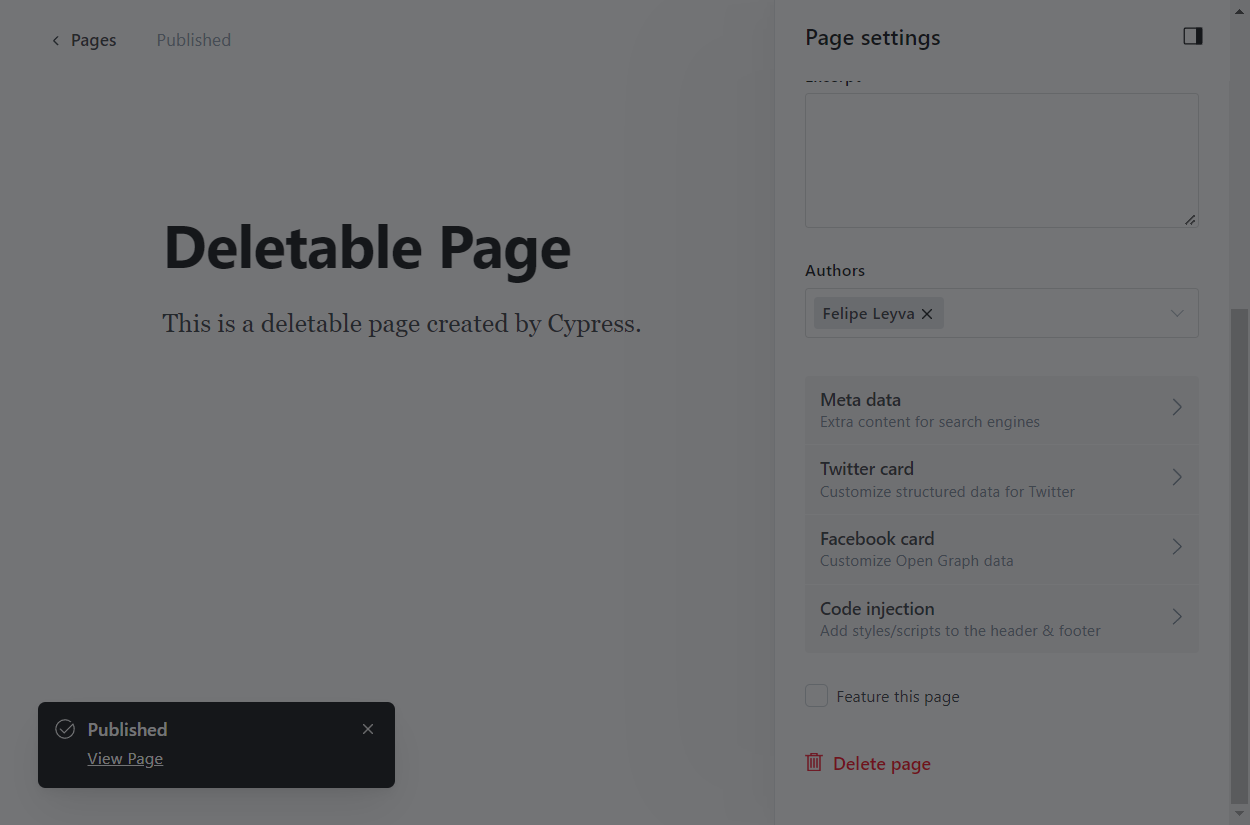 Pages
Published
Page settings
Excerpt
Deletable Page
This is a deletable page created by Cypress.
Authors
Felipe Leyva
Meta data
Extra content for search engines
Twitter card
Customize structured data for Twitter
Facebook card
Customize Open Graph data
Code injection
Add styles/scripts to the header & footer
Feature this page
Published
View Page
Delete page